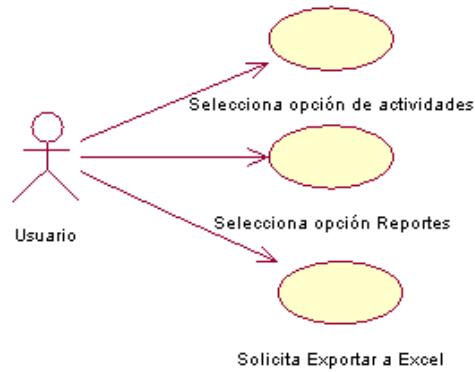 Selecciona opción de actividades
Selecciona opción Reportes
Usuario
Solicita Exportar a Excel